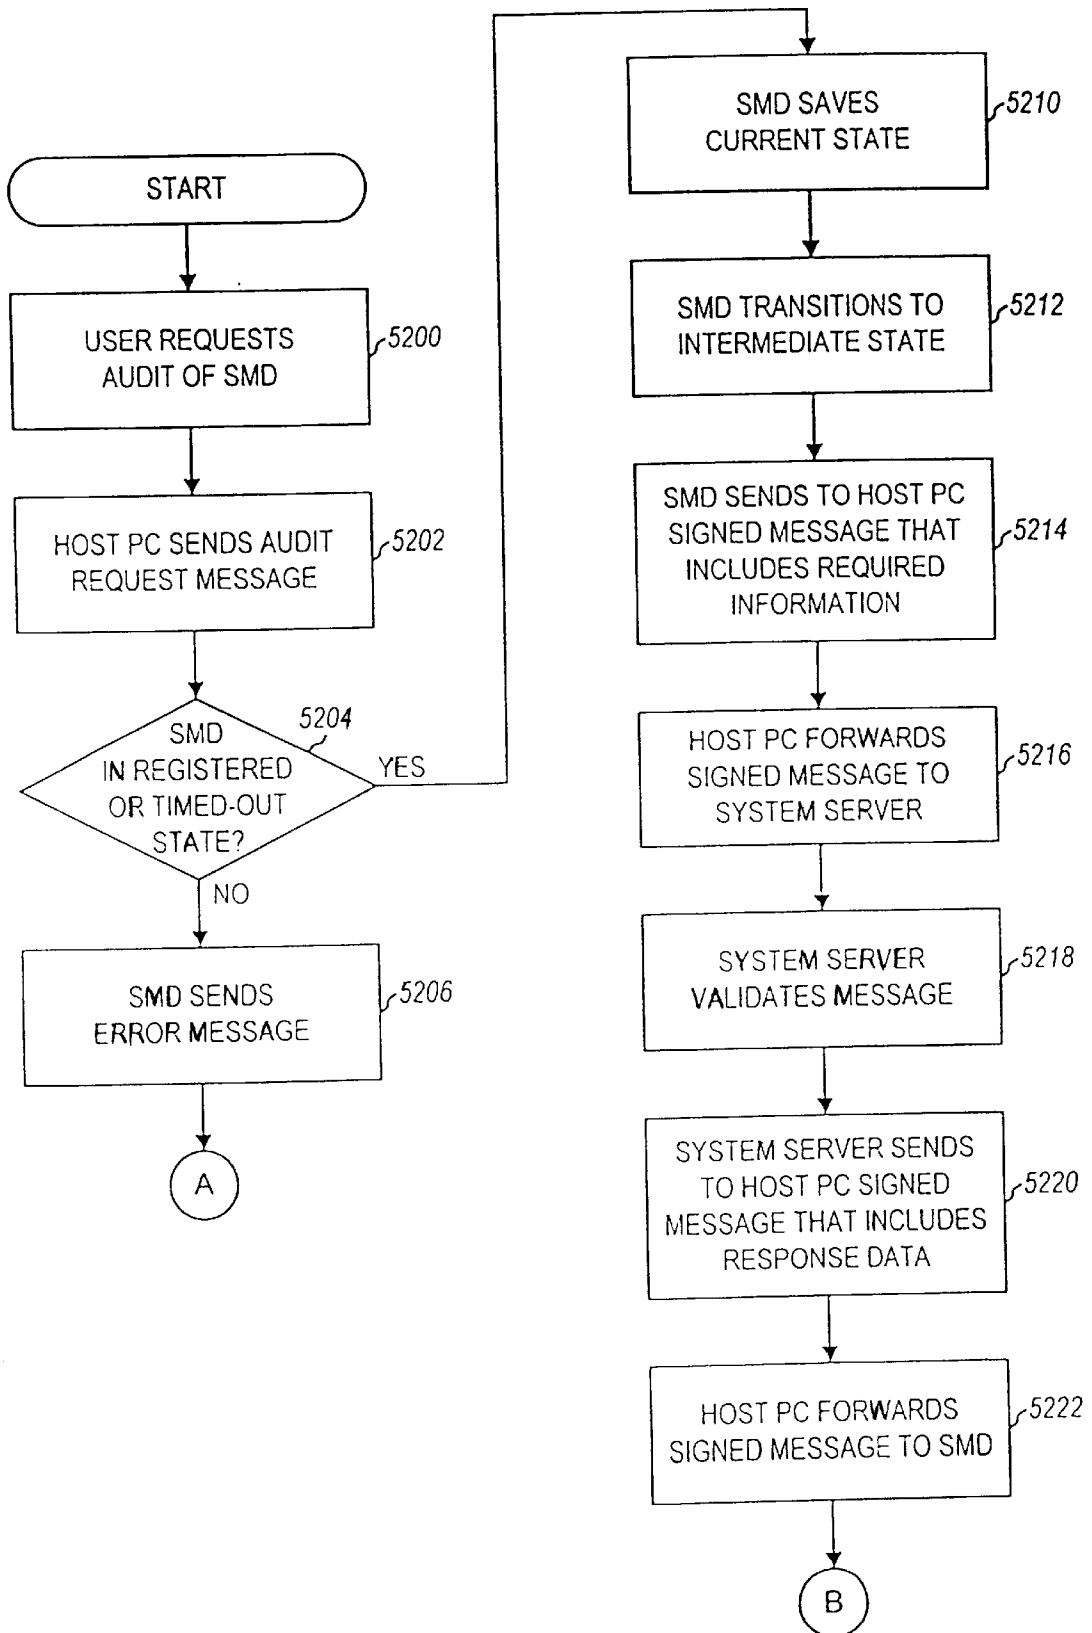 START
USER REQUESTS
AUDIT OF SMD
5200
HOST PC SENDS AUDIT
REQUEST MESSAGE
5202
SMD
IN REGISTERED
OR TIMED-OUT
STATE?
5204
YES
NO
SMD SENDS
ERROR MESSAGE
5206
A
SMD SAVES
CURRENT STATE
5210
SMD TRANSITIONS TO
INTERMEDIATE STATE
5212
SMD SENDS TO HOST PC
SIGNED MESSAGE THAT
INCLUDES REQUIRED
INFORMATION
5214
HOST PC FORWARDS
SIGNED MESSAGE TO
SYSTEM SERVER
5216
SYSTEM SERVER
VALIDATES MESSAGE
5218
SYSTEM SERVER SENDS
TO HOST PC SIGNED
MESSAGE THAT INCLUDES
RESPONSE DATA
5220
HOST PC FORWARDS
SIGNED MESSAGE TO SMD
5222
B